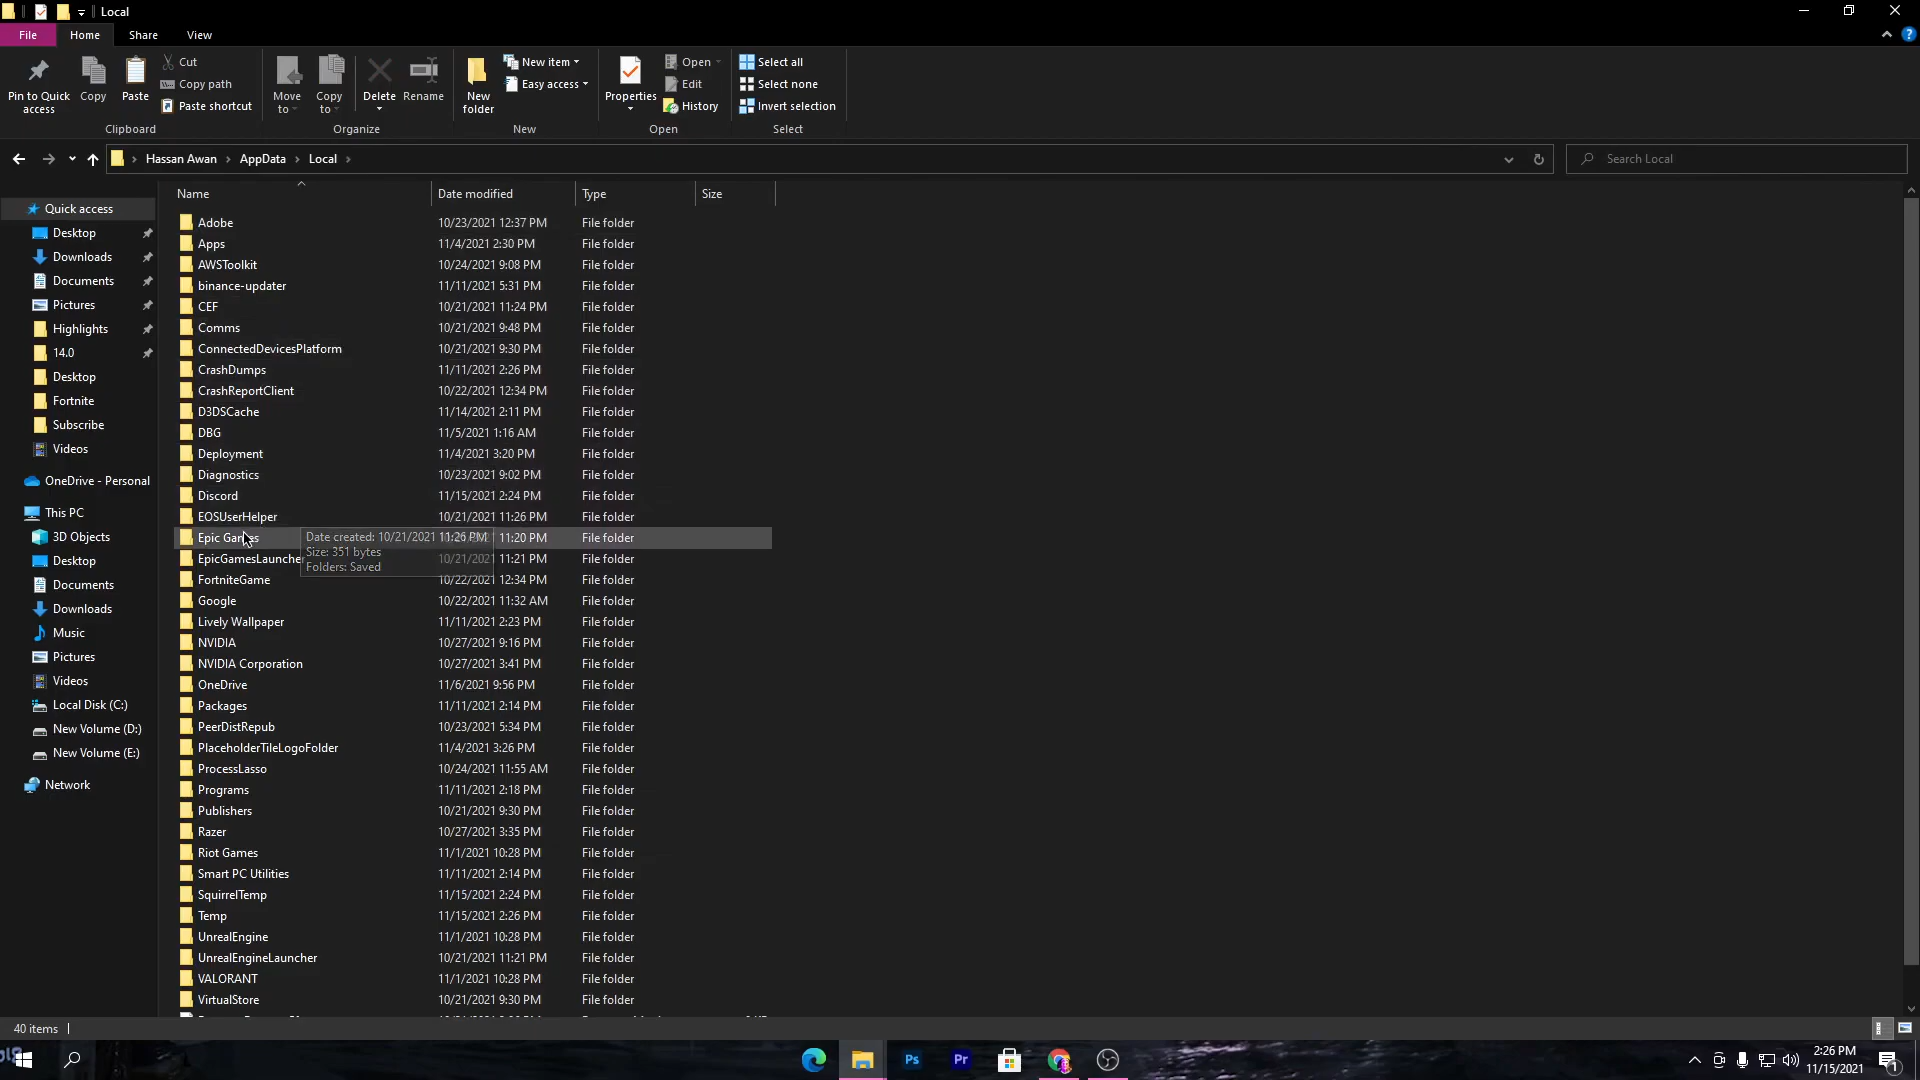 Local
File Home Share View
Pin to Quick access
Copy
Paste
Cut
Copy path
Paste shortcut
Clipboard
Move to
Copy to
Delete
Rename
Organize
New folder
New item
Easy access
New
Properties
Open
Edit
History
Open
Select all
Select none
Invert selection
Select
Hassan Awan > AppData > Local >
Search Local
Quick access
Desktop
Downloads
Documents
Pictures
Highlights
14.0
Desktop
Fortnite
Subscribe
Videos
OneDrive - Personal
This PC
3D Objects
Desktop
Documents
Downloads
Music
Pictures
Videos
Local Disk (C:)
New Volume (D:)
New Volume (E:)
Network
Name Date modified Type Size
Adobe 10/23/2021 12:37 PM File folder
Apps 11/4/2021 2:30 PM File folder
AWSToolkit 10/24/2021 9:08 PM File folder
binance-updater 11/11/2021 5:31 PM File folder
CEF 10/21/2021 11:24 PM File folder
Comms 10/21/2021 9:48 PM File folder
ConnectedDevicesPlatform 10/21/2021 9:30 PM File folder
CrashDumps 11/11/2021 2:26 PM File folder
CrashReportClient 10/22/2021 12:34 PM File folder
D3DSCache 11/14/2021 2:11 PM File folder
DBG 11/5/2021 1:16 AM File folder
Deployment 11/4/2021 3:20 PM File folder
Diagnostics 10/23/2021 9:02 PM File folder
Discord 11/15/2021 2:24 PM File folder
EOSUserHelper 10/21/2021 11:26 PM File folder
Epic Games 11:20 PM File folder
Date created: 10/21/2021 11:26 PM
Size: 351 bytes
Folders: Saved
EpicGamesLauncher 10/21/2021 11:21 PM File folder
FortniteGame 10/22/2021 12:34 PM File folder
Google 10/22/2021 11:32 AM File folder
Lively Wallpaper 11/11/2021 2:23 PM File folder
NVIDIA 10/27/2021 9:16 PM File folder
NVIDIA Corporation 10/27/2021 3:41 PM File folder
OneDrive 11/6/2021 9:56 PM File folder
Packages 11/11/2021 2:14 PM File folder
PeerDistRepub 10/23/2021 5:34 PM File folder
PlaceholderTileLogoFolder 11/4/2021 3:26 PM File folder
ProcessLasso 10/24/2021 11:55 AM File folder
Programs 11/11/2021 2:18 PM File folder
Publishers 10/21/2021 9:30 PM File folder
Razer 10/27/2021 3:35 PM File folder
Riot Games 11/1/2021 10:28 PM File folder
Smart PC Utilities 11/11/2021 2:14 PM File folder
SquirrelTemp 11/15/2021 2:24 PM File folder
Temp 11/15/2021 2:26 PM File folder
UnrealEngine 11/1/2021 10:28 PM File folder
UnrealEngineLauncher 10/21/2021 11:21 PM File folder
VALORANT 11/1/2021 10:28 PM File folder
VirtualStore 10/21/2021 9:30 PM File folder
40 items
Ps
Pr
2:26 PM
11/15/2021
1